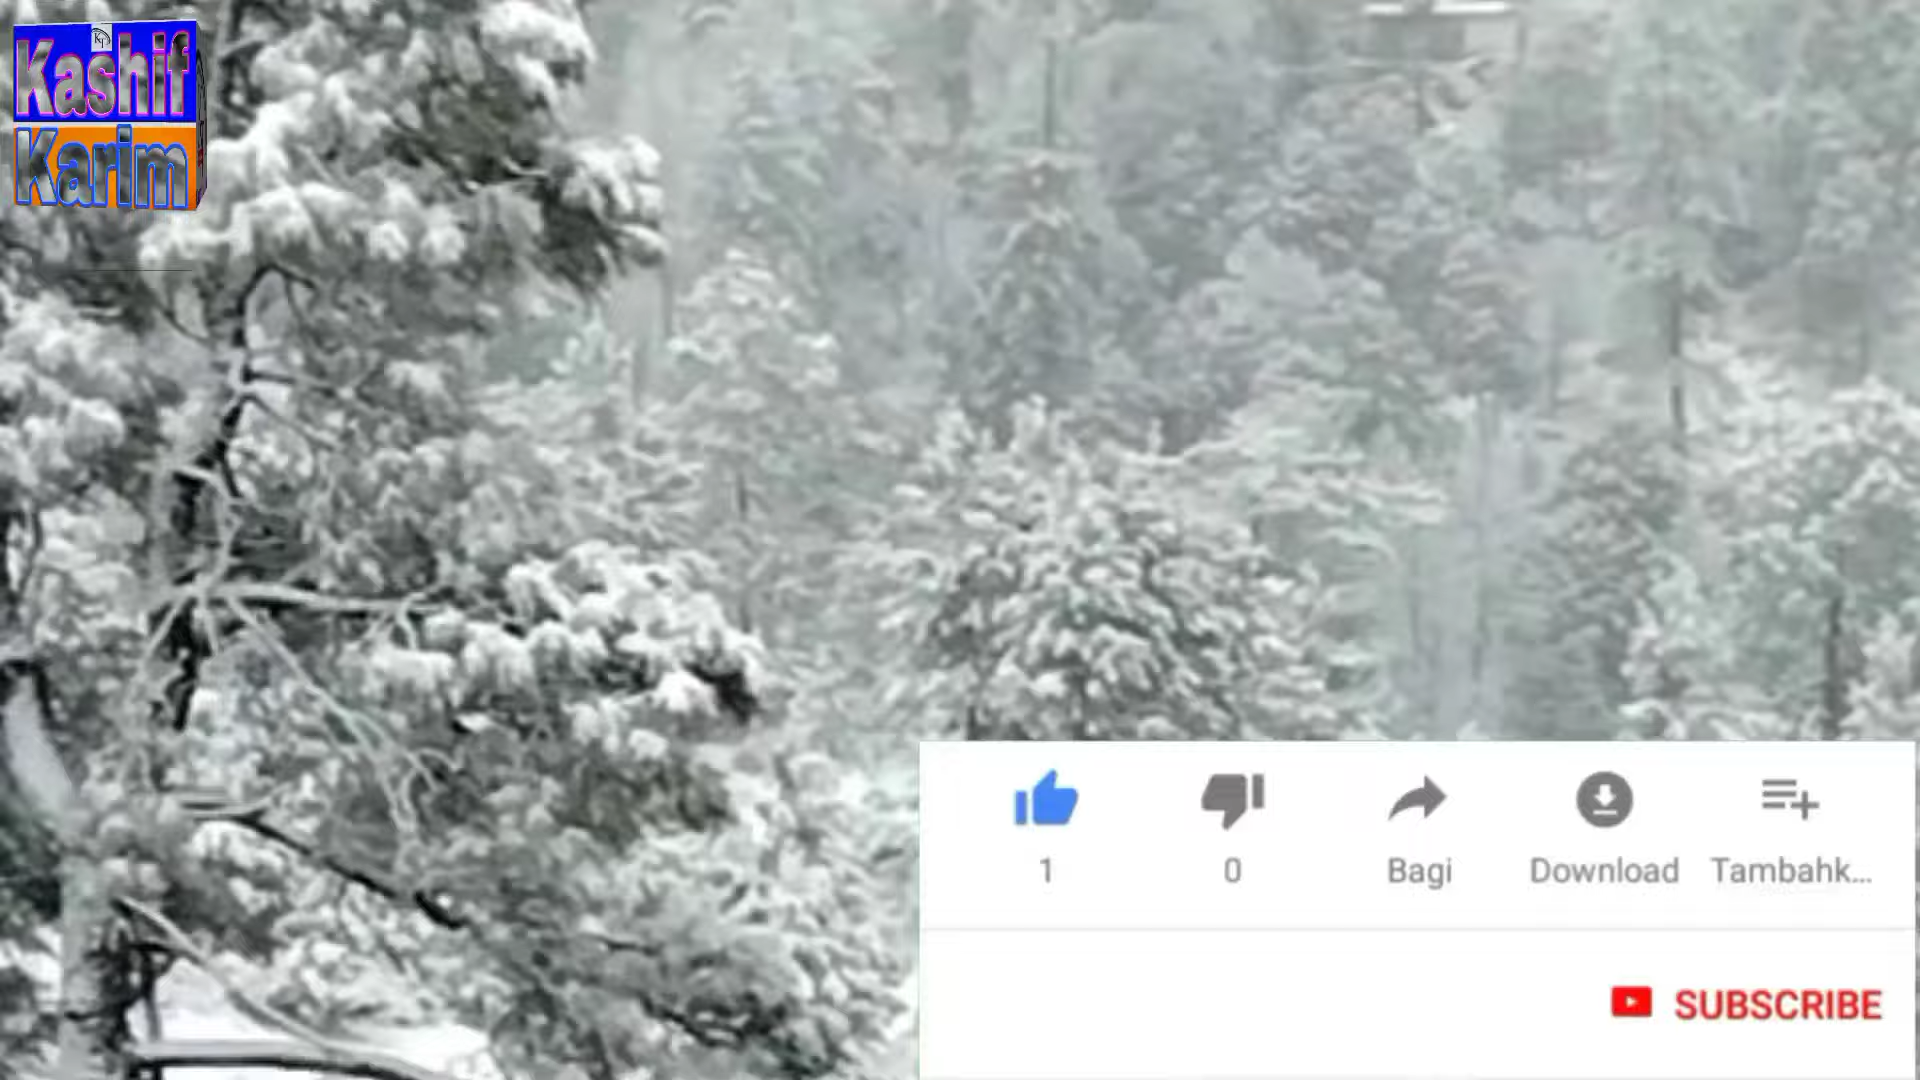 Kashif
Karim
1
0
Bagi
Download
Tambahk...
SUBSCRIBE